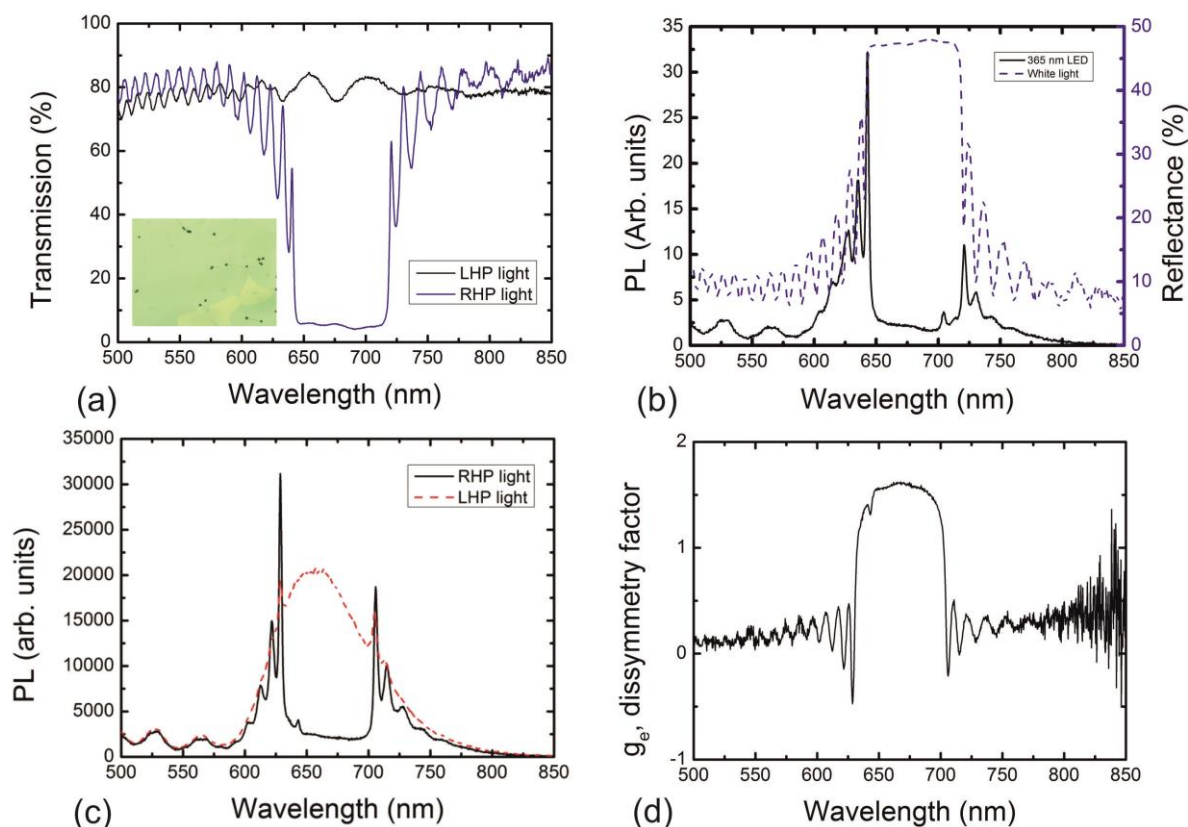 100
80
60
40
20
0
500 550 600 650 700 750 800 850
Transmission (%)
Wavelength (nm)
LHP light
RHP light
(a)
35
30
25
20
15
10
5
0
50
40
30
20
10
0
500 550 600 650 700 750 800 850
PL (Arb. units)
Reflectance (%)
Wavelength (nm)
365 nm LED
White light
(b)
35000
30000
25000
20000
15000
10000
5000
0
500 550 600 650 700 750 800 850
PL (arb. units)
Wavelength (nm)
RHP light
LHP light
(c)
2
1
0
-1
500 550 600 650 700 750 800 850
gₑ, dissymmetry factor
Wavelength (nm)
(d)